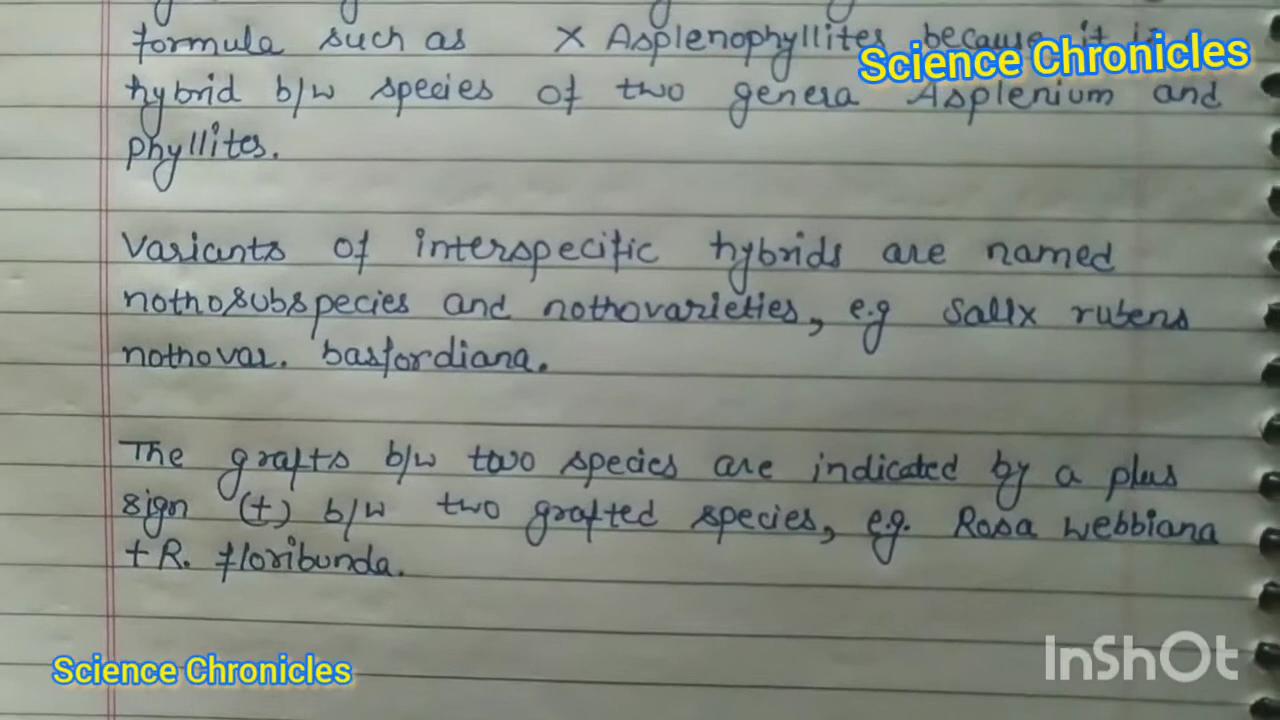 formula such as × Asplenophyllites because it is
Science Chronicles
hybrid b/w species of two genera Asplenium and
phyllites.
Variants of interspecific hybrids are named
nothosubspecies and nothovarieties, e.g Salix rubens
nothovar. basfordiana.
The grafts b/w two species are indicated by a plus
sign (+) b/w two grafted species, e.g. Rosa webbiana
+ R. floribunda.
InShOt
Science Chronicles